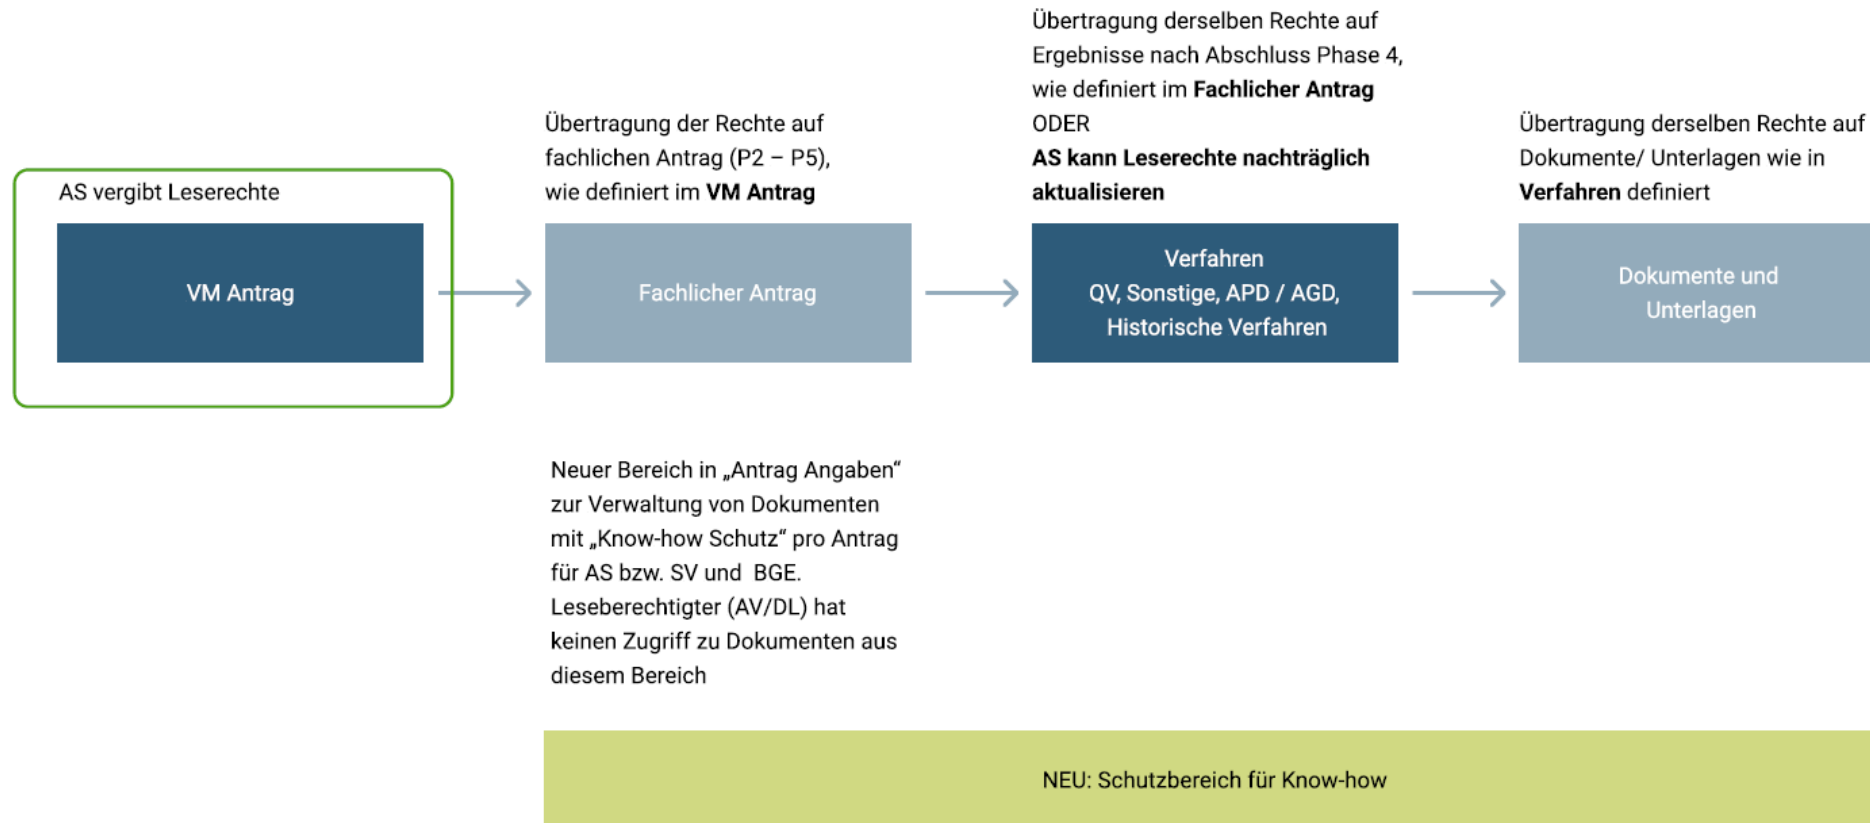 AS vergibt Leserechte
VM Antrag
Übertragung der Rechte auf
fachlichen Antrag (P2 – P5),
wie definiert im VM Antrag
Fachlicher Antrag
Übertragung derselben Rechte auf
Ergebnisse nach Abschluss Phase 4,
wie definiert im Fachlicher Antrag
ODER
AS kann Leserechte nachträglich
aktualisieren
Verfahren
QV, Sonstige, APD / AGD,
Historische Verfahren
Übertragung derselben Rechte auf
Dokumente/ Unterlagen wie in
Verfahren definiert
Dokumente und
Unterlagen
Neuer Bereich in „Antrag Angaben“
zur Verwaltung von Dokumenten
mit „Know-how Schutz“ pro Antrag
für AS bzw. SV und BGE.
Leseberechtigter (AV/DL) hat
keinen Zugriff zu Dokumenten aus
diesem Bereich
NEU: Schutzbereich für Know-how